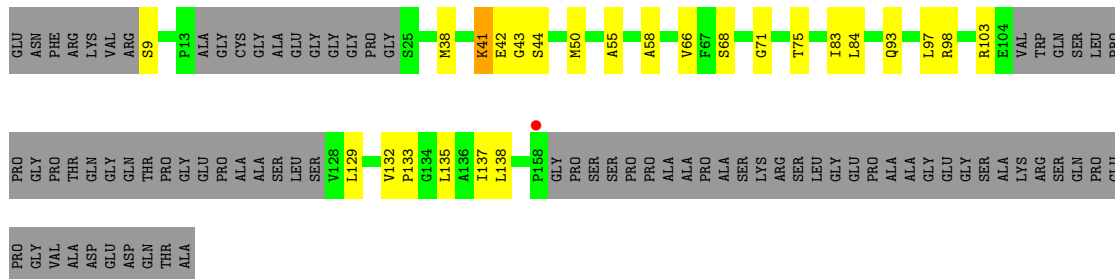 GLU ASN PHE ARG LYS VAL ARG S9 P13 ALA GLY CYS GLY ALA GLU GLY GLY GLY PRO GLY S25 M38 K41 E42 G43 S44 M50 A55 A58 V66 F67 S68 G71 T75 I83 L84 Q93 L97 R98 R103 E104 VAL TRP GLN SER LEU PRO
PRO GLY PRO THR GLN GLY GLN THR PRO GLY GLU PRO ALA ALA SER LEU SER V128 L129 V132 P133 G134 L135 A136 I137 L138 P158 GLY PRO SER SER PRO PRO ALA ALA PRO ALA SER LYS ARG SER LEU GLY GLU PRO ALA ALA GLY GLU GLY SER ALA LYS ARG SER GLN PRO GLU
PRO GLY VAL ALA ASP GLU ASP GLN THR ALA